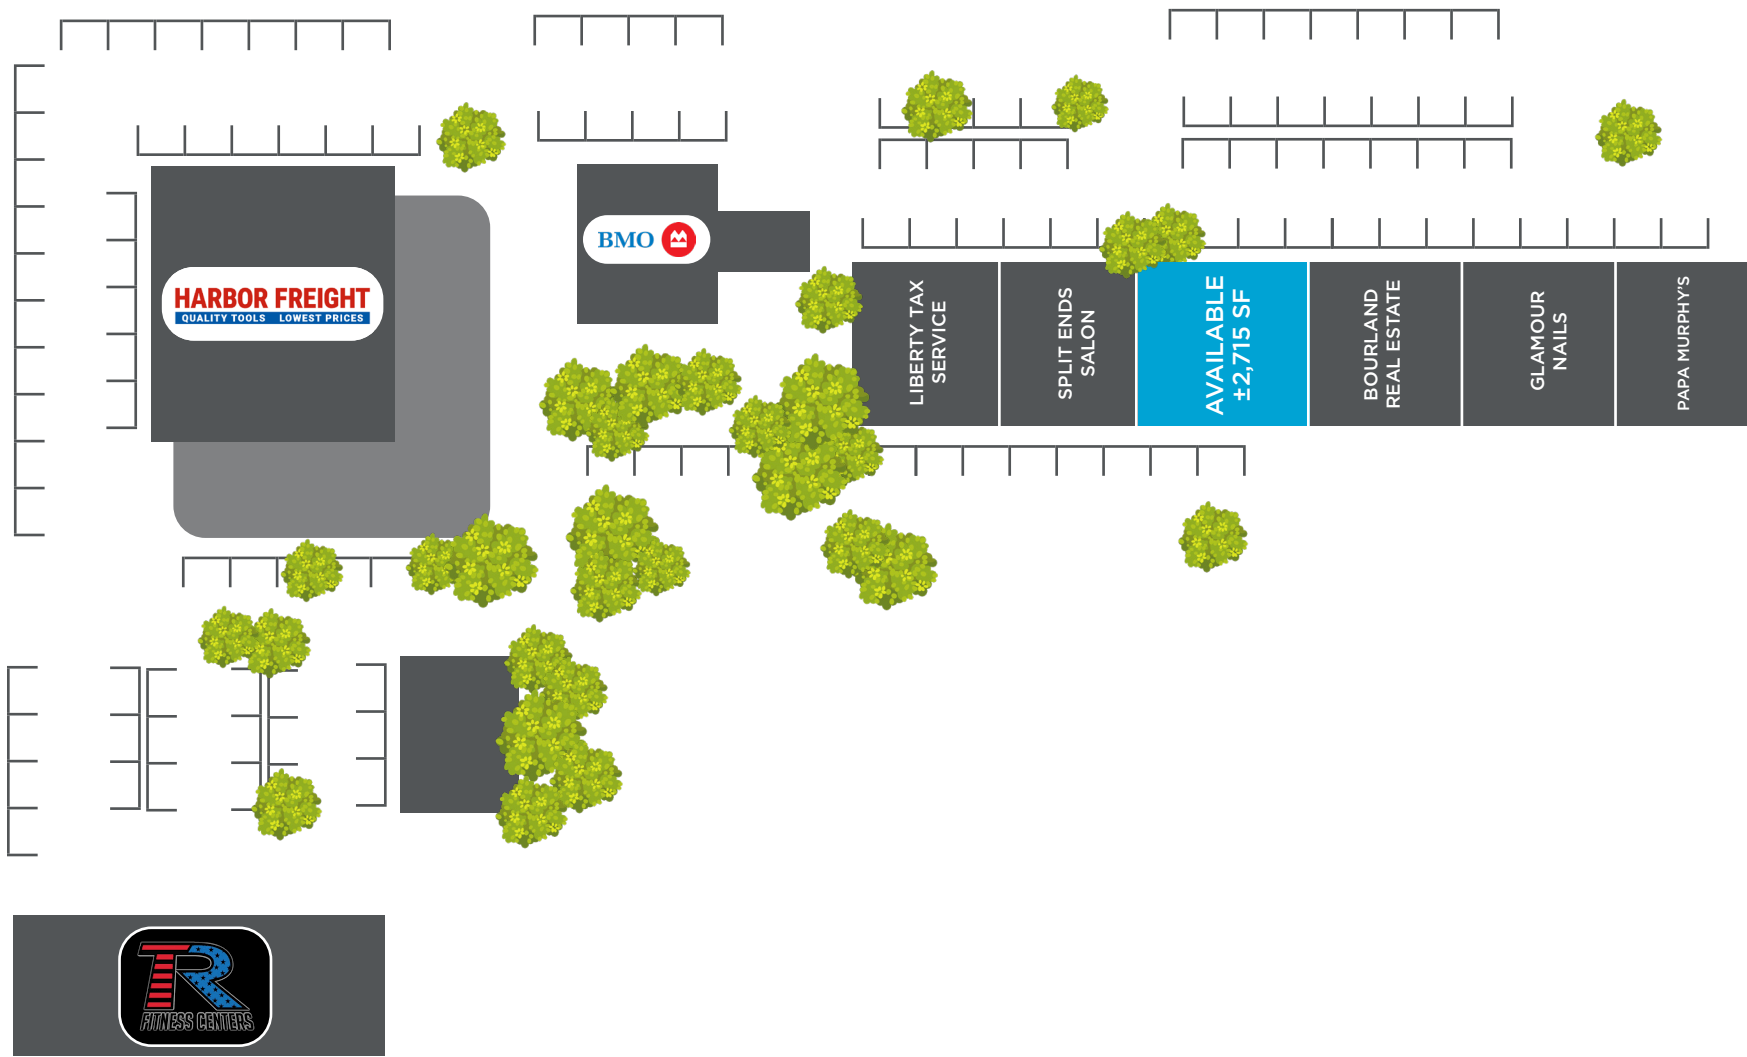 HARBOR FREIGHT
QUALITY TOOLS LOWEST PRICES
BMO
LIBERTY TAX
SERVICE
SPLIT ENDS
SALON
AVAILABLE
±2,715 SF
BOURLAND
REAL ESTATE
GLAMOUR
NAILS
PAPA MURPHY'S
TR
FITNESS CENTERS